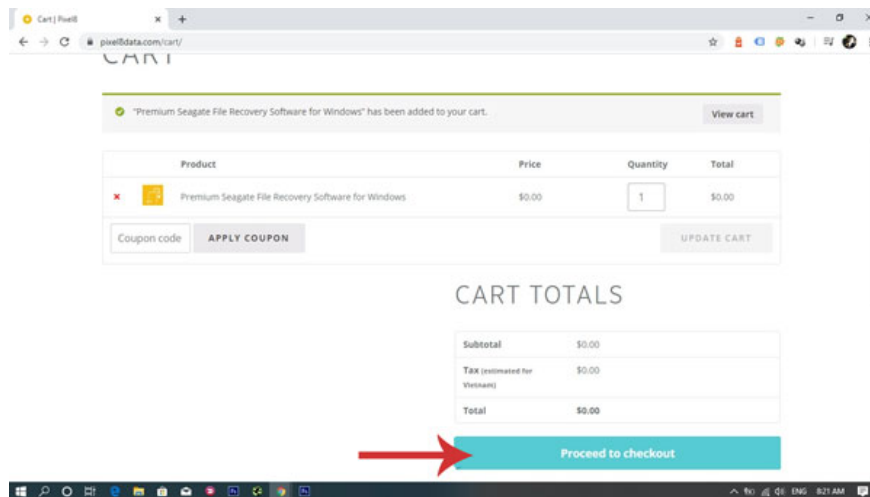 Cart | Pixel8
pixel8data.com/cart/
CART
"Premium Seagate File Recovery Software for Windows" has been added to your cart.
View cart
Product Price Quantity Total
Premium Seagate File Recovery Software for Windows $0.00 1 $0.00
Coupon code APPLY COUPON UPDATE CART
CART TOTALS
Subtotal $0.00
Tax (estimated for Vietnam) $0.00
Total $0.00
Proceed to checkout
ENG 8:21 AM